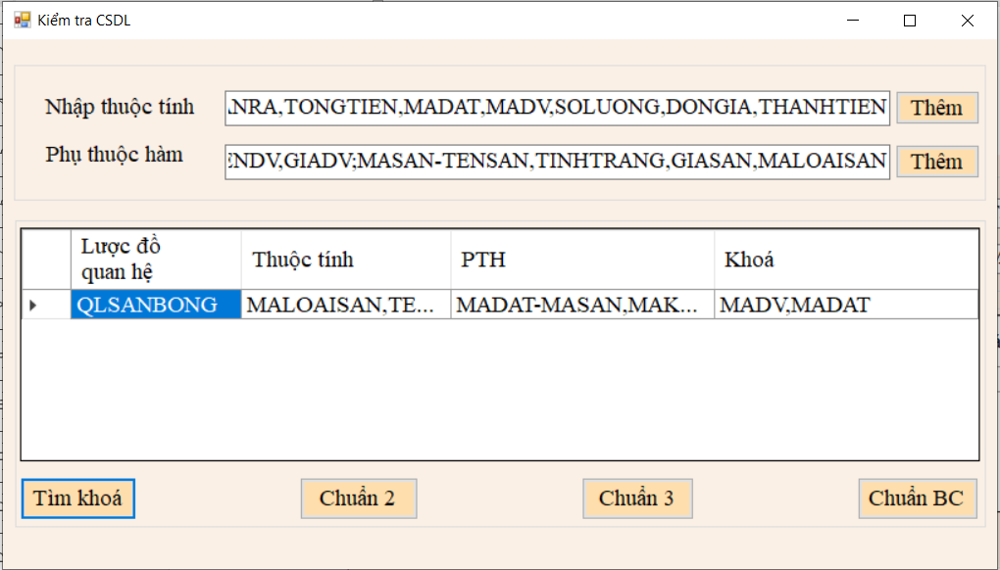 Kiểm tra CSDL
Nhập thuộc tính
ANRA,TONGTIEN,MADAT,MADV,SOLUONG,DONGIA,THANHTIEN
Thêm
Phụ thuộc hàm
ENDV,GIADV;MASAN-TENSAN,TINHTRANG,GIASAN,MALOAISAN
Thêm
Lược đồ
quan hệ
Thuộc tính
PTH
Khoá
QLSANBONG
MALOAISAN,TE...
MADAT-MASAN,MAK...
MADV,MADAT
Tìm khoá
Chuẩn 2
Chuẩn 3
Chuẩn BC